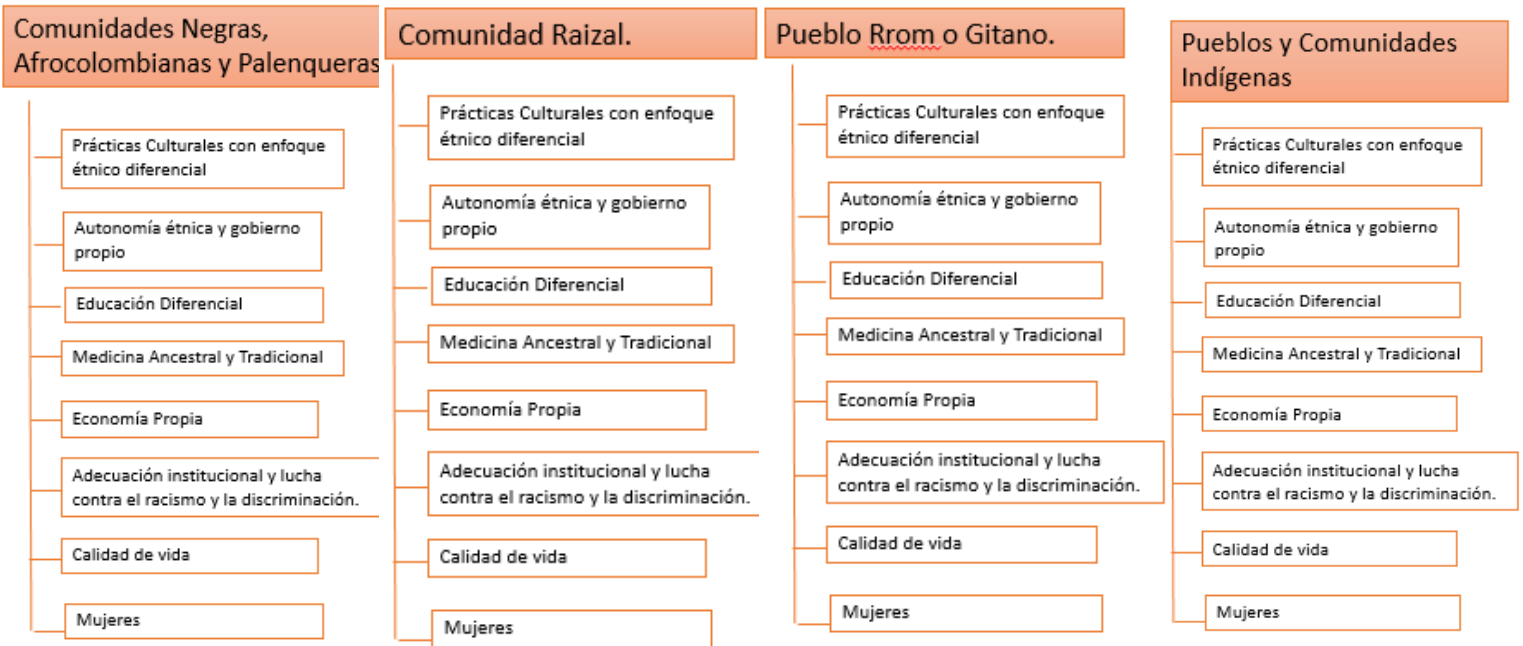 Comunidades Negras,
Afrocolombianas y Palenqueras
Prácticas Culturales con enfoque
étnico diferencial
Autonomía étnica y gobierno
propio
Educación Diferencial
Medicina Ancestral y Tradicional
Economía Propia
Adecuación institucional y lucha
contra el racismo y la discriminación.
Calidad de vida
Mujeres
Comunidad Raizal.
Prácticas Culturales con enfoque
étnico diferencial
Autonomía étnica y gobierno
propio
Educación Diferencial
Medicina Ancestral y Tradicional
Economía Propia
Adecuación institucional y lucha
contra el racismo y la discriminación.
Calidad de vida
Mujeres
Pueblo Rrom o Gitano.
Prácticas Culturales con enfoque
étnico diferencial
Autonomía étnica y gobierno
propio
Educación Diferencial
Medicina Ancestral y Tradicional
Economía Propia
Adecuación institucional y lucha
contra el racismo y la discriminación.
Calidad de vida
Mujeres
Pueblos y Comunidades
Indígenas
Prácticas Culturales con enfoque
étnico diferencial
Autonomía étnica y gobierno
propio
Educación Diferencial
Medicina Ancestral y Tradicional
Economía Propia
Adecuación institucional y lucha
contra el racismo y la discriminación.
Calidad de vida
Mujeres